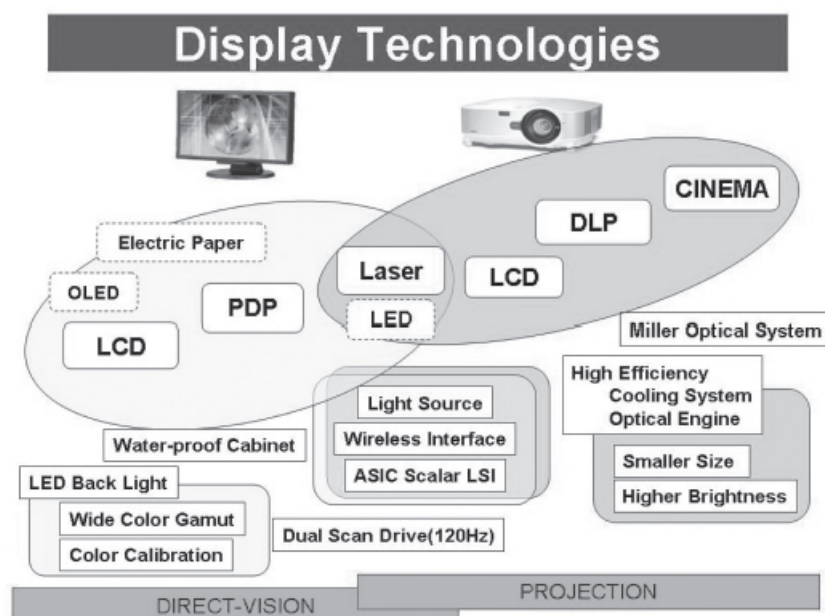 Display Technologies
CINEMA
DLP
Electric Paper
Laser
LCD
OLED
PDP
LED
LCD
Miller Optical System
High Efficiency
Cooling System
Optical Engine
Light Source
Water-proof Cabinet
Wireless Interface
Smaller Size
ASIC Scalar LSI
LED Back Light
Higher Brightness
Wide Color Gamut
Dual Scan Drive(120Hz)
Color Calibration
PROJECTION
DIRECT-VISION